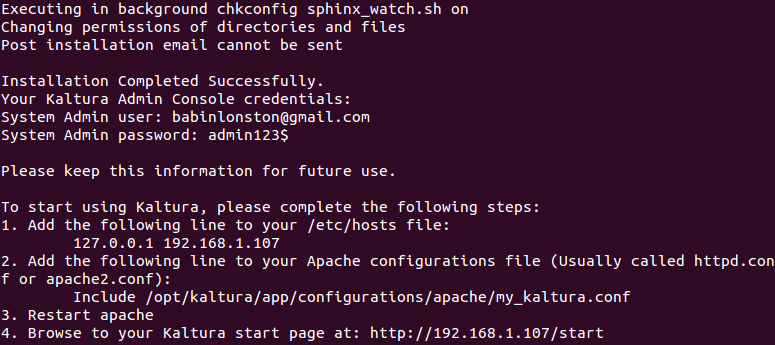 Executing in background chkconfig sphinx_watch.sh on
Changing permissions of directories and files
Post installation email cannot be sent
Installation Completed Successfully.
Your Kaltura Admin Console credentials:
System Admin user: babinlonston@gmail.com
System Admin password: admin123$
Please keep this information for future use.
To start using Kaltura, please complete the following steps:
1. Add the following line to your /etc/hosts file:
127.0.0.1 192.168.1.107
2. Add the following line to your Apache configurations file (Usually called httpd.con
f or apache2.conf):
Include /opt/kaltura/app/configurations/apache/my_kaltura.conf
3. Restart apache
4. Browse to your Kaltura start page at: http://192.168.1.107/start